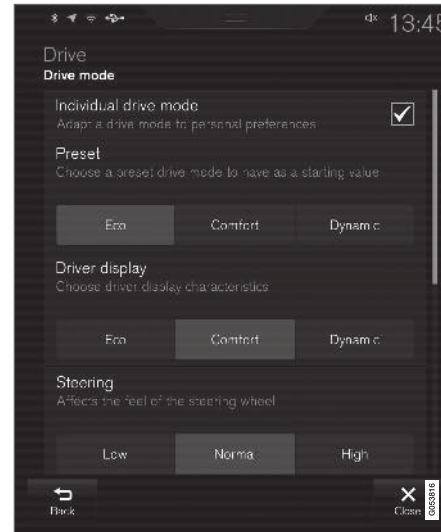 13:45
Drive
Drive mode
Individual drive mode
Adapt a drive mode to personal preferences
Preset
Choose a preset drive mode to have as a starting value
Eco Comfort Dynamic
Driver display
Choose driver display characteristics
Eco Comfort Dynamic
Steering
Affects the feel of the steering wheel
Low Normal High
Back Close
G053816